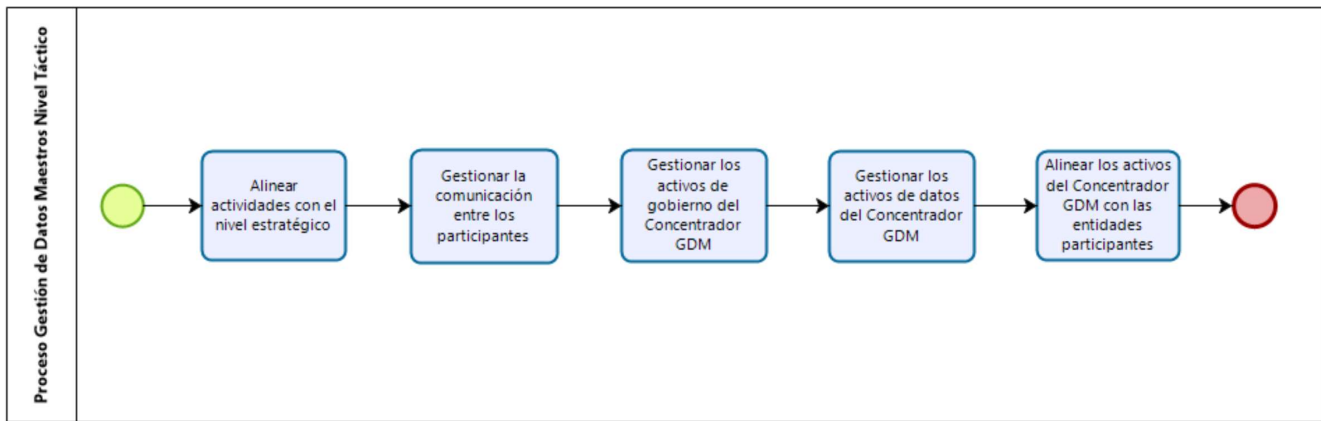 Proceso Gestión de Datos Maestros Nivel Táctico
Alinear
actividades con el
nivel estratégico
Gestionar la
comunicación
entre los
participantes
Gestionar los
activos de
gobierno del
Concentrador
GDM
Gestionar los
activos de datos
del Concentrador
GDM
Alinear los activos
del Concentrador
GDM con las
entidades
participantes